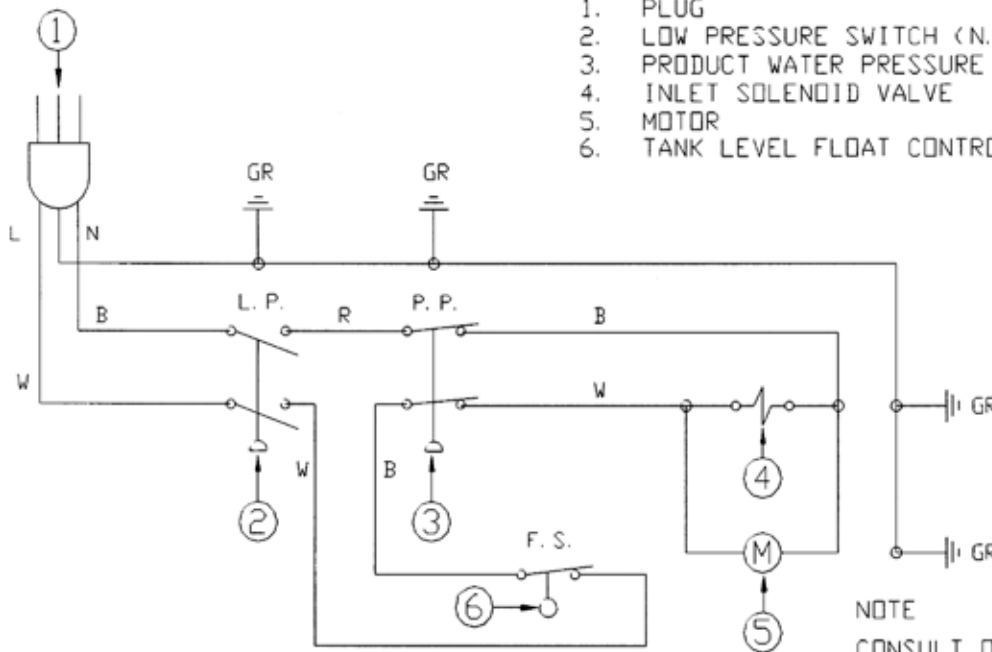 1. PLUG
2. LOW PRESSURE SWITCH (N.
3. PRODUCT WATER PRESSURE
4. INLET SOLENOID VALVE
5. MOTOR
6. TANK LEVEL FLOAT CONTRO
1
GR GR
L N
B L. P. R P. P. B
W W
GR
W B
4
2 3
F. S. M GR
6
5
NOTE
CONSULT O